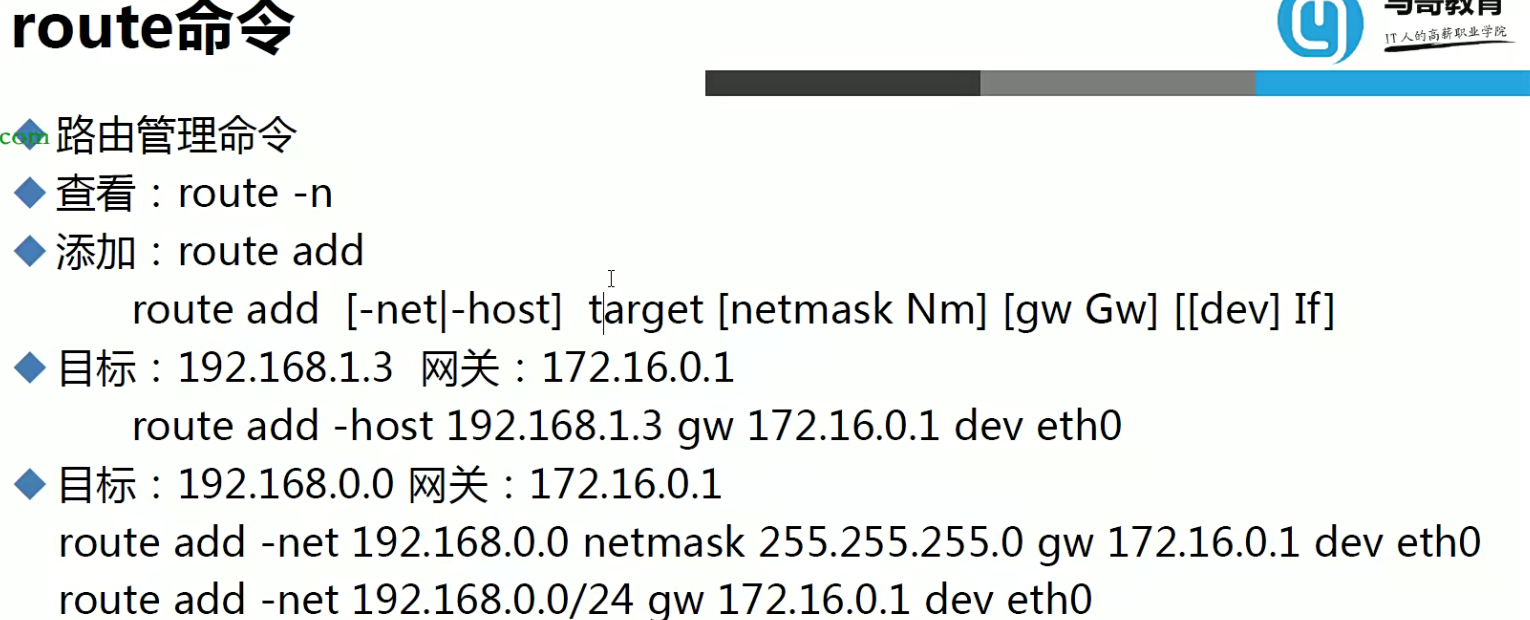 route命令
马哥教育
IT人的高薪职业学院
com
路由管理命令
查看：route -n
添加：route add
route add [-net|-host] target [netmask Nm] [gw Gw] [[dev] If]
目标：192.168.1.3 网关：172.16.0.1
route add -host 192.168.1.3 gw 172.16.0.1 dev eth0
目标：192.168.0.0 网关：172.16.0.1
route add -net 192.168.0.0 netmask 255.255.255.0 gw 172.16.0.1 dev eth0
route add -net 192.168.0.0/24 gw 172.16.0.1 dev eth0